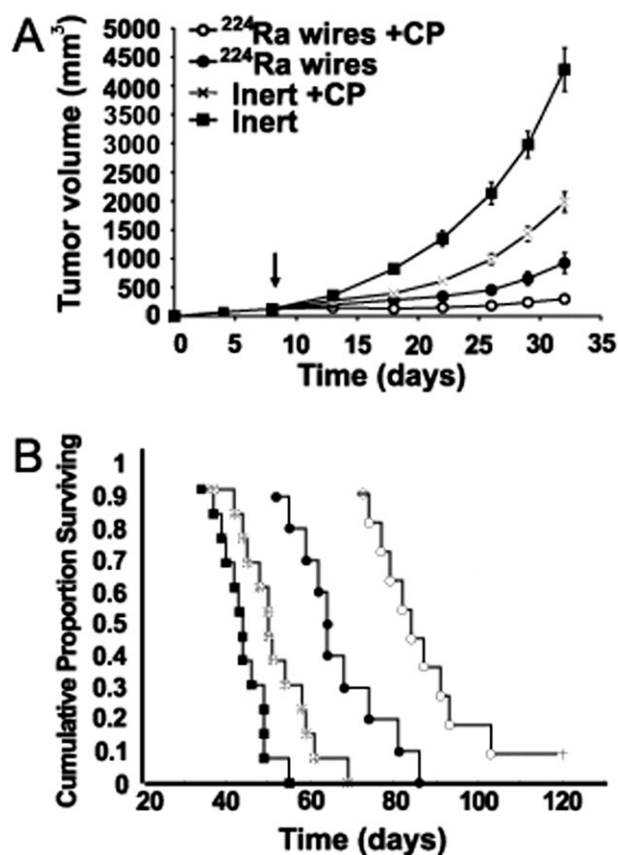 A
Tumor volume (mm³)
5000
4500
4000
3500
3000
2500
2000
1500
1000
500
0
²²⁴Ra wires +CP
²²⁴Ra wires
Inert +CP
Inert
0 5 10 15 20 25 30 35
Time (days)
B
Cumulative Proportion Surviving
1
0.9
0.8
0.7
0.6
0.5
0.4
0.3
0.2
0.1
0
20 40 60 80 100 120
Time (days)